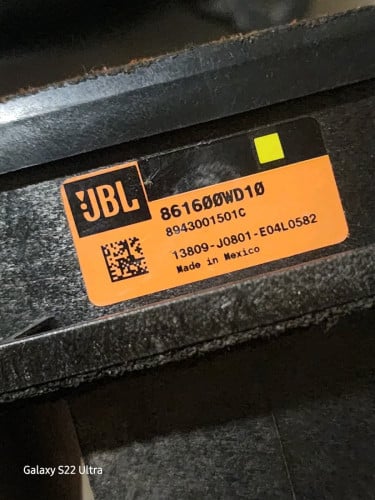 JBL
861600WD10
8943001501C
13809-J0801-E04L0582
Made in Mexico
Galaxy S22 Ultra